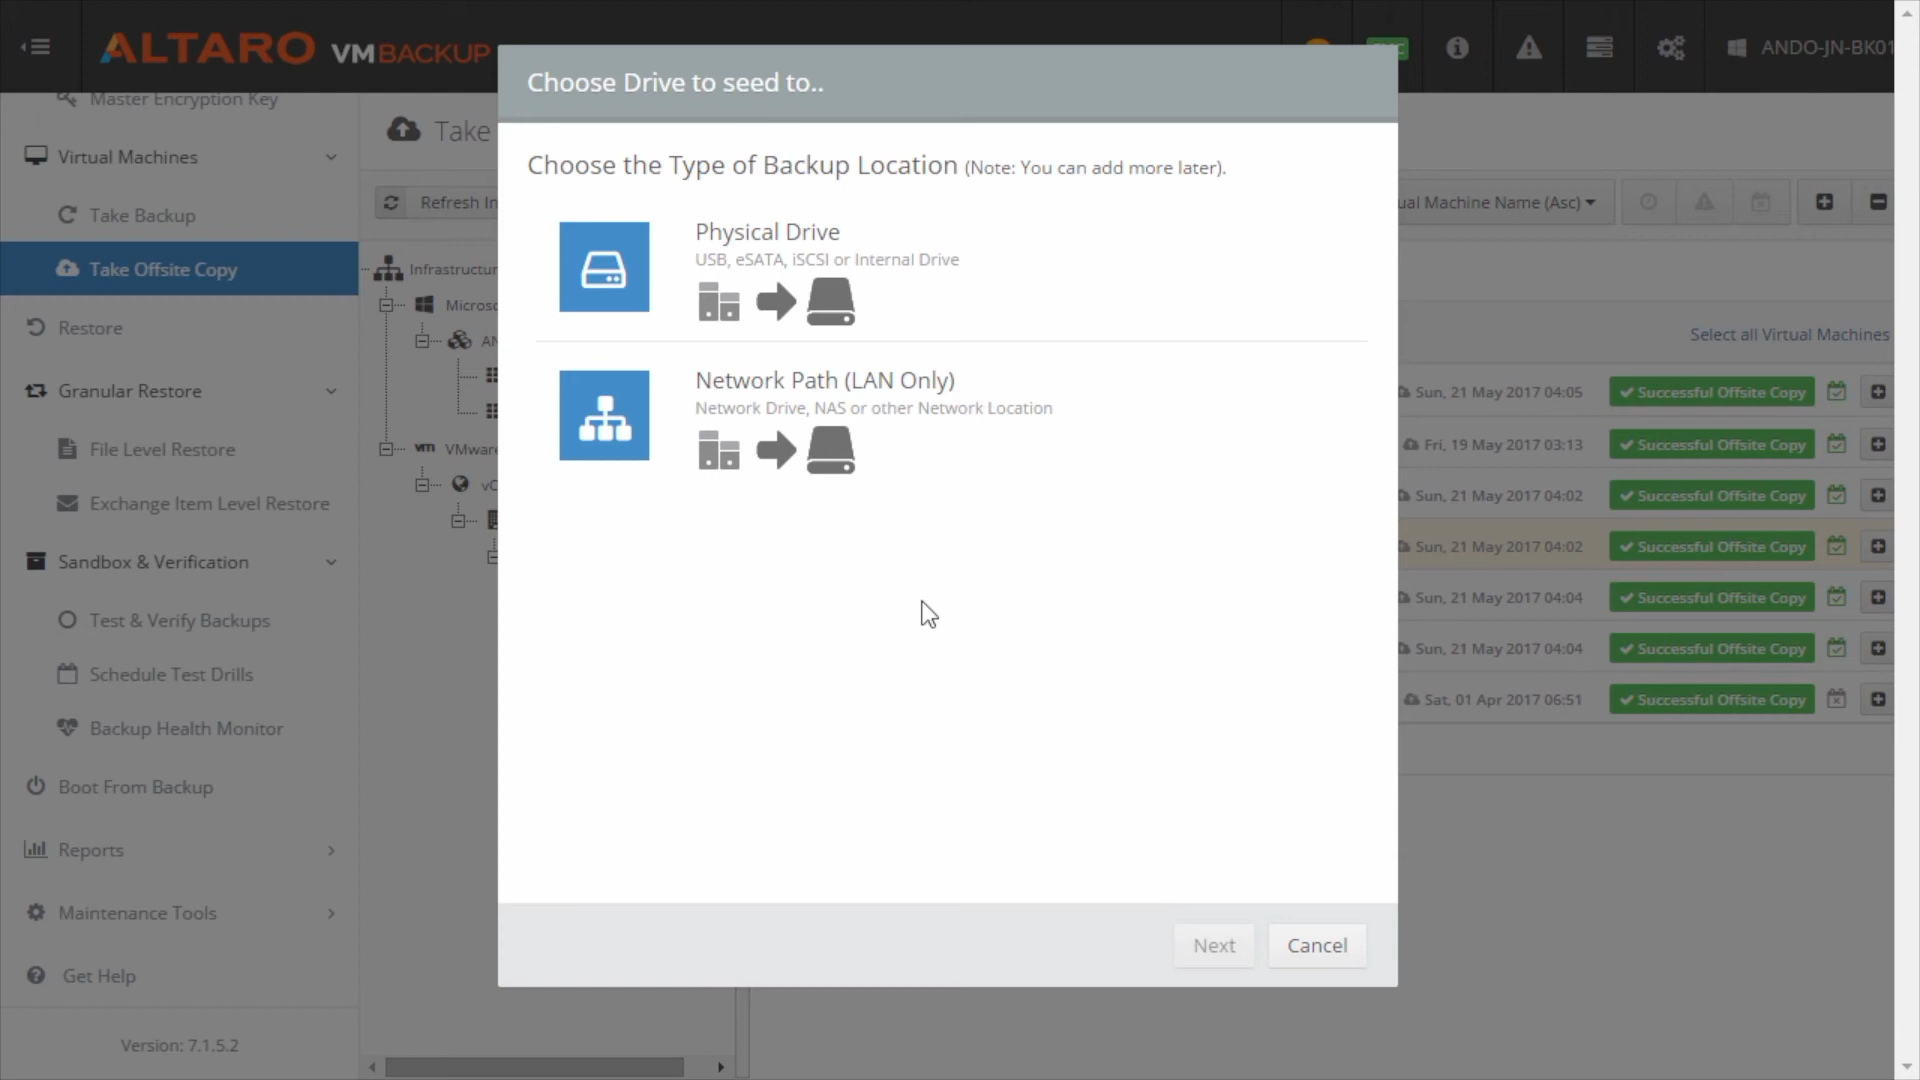 ALTARO VMBACKUP
ANDO-JN-BK01
Choose Drive to seed to..
Master Encryption Key
Virtual Machines
Take Backup
Take Offsite Copy
Restore
Granular Restore
File Level Restore
Exchange Item Level Restore
Sandbox & Verification
Test & Verify Backups
Schedule Test Drills
Backup Health Monitor
Boot From Backup
Reports
Maintenance Tools
Get Help
Version: 7.1.5.2
Take
Refresh In
Infrastructur
Microso
AN
vm VMware
vC
Choose the Type of Backup Location (Note: You can add more later).
Physical Drive
USB, eSATA, iSCSI or Internal Drive
Network Path (LAN Only)
Network Drive, NAS or other Network Location
Next
Cancel
ual Machine Name (Asc)
Select all Virtual Machines
Sun, 21 May 2017 04:05 Successful Offsite Copy
Fri, 19 May 2017 03:13 Successful Offsite Copy
Sun, 21 May 2017 04:02 Successful Offsite Copy
Sun, 21 May 2017 04:02 Successful Offsite Copy
Sun, 21 May 2017 04:04 Successful Offsite Copy
Sun, 21 May 2017 04:04 Successful Offsite Copy
Sat, 01 Apr 2017 06:51 Successful Offsite Copy